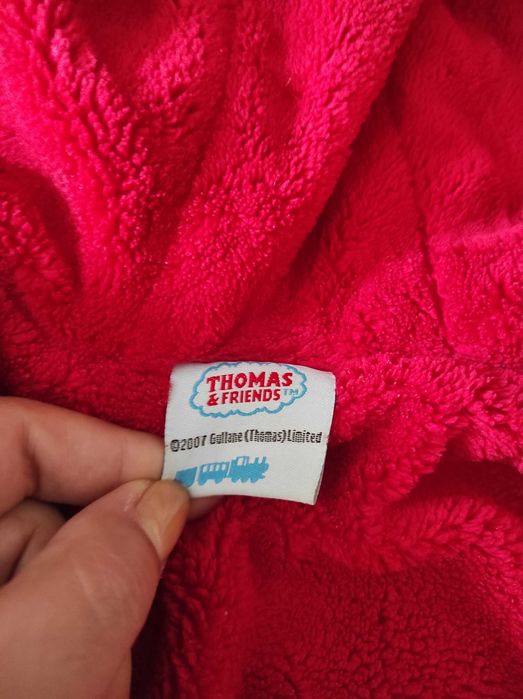 THOMAS
& FRIENDS™
©2007 Gullane (Thomas) Limited